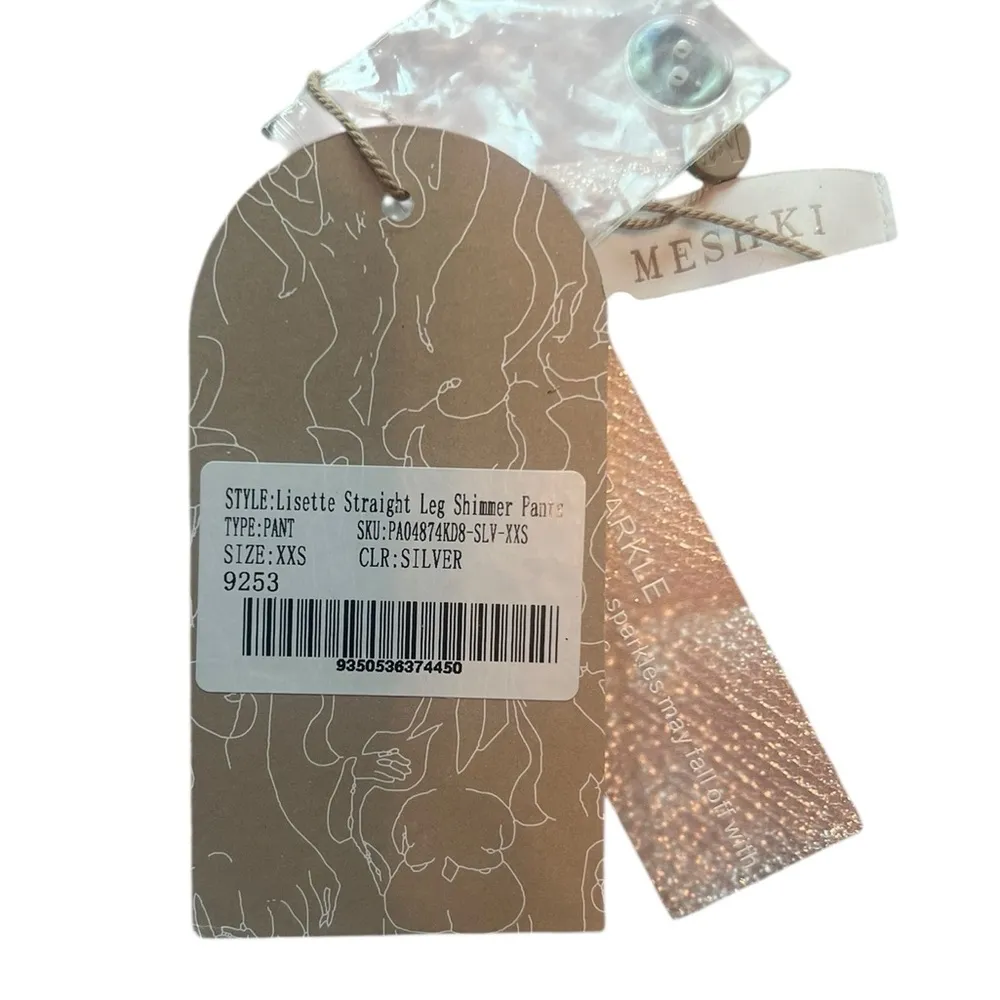 MESHKI
STYLE:Lisette Straight Leg Shimmer Pants
TYPE:PANT SKU:PA04874KD8-SLV-XXS
SIZE:XXS CLR:SILVER
9253
9350536374450
sparkles may fall off with